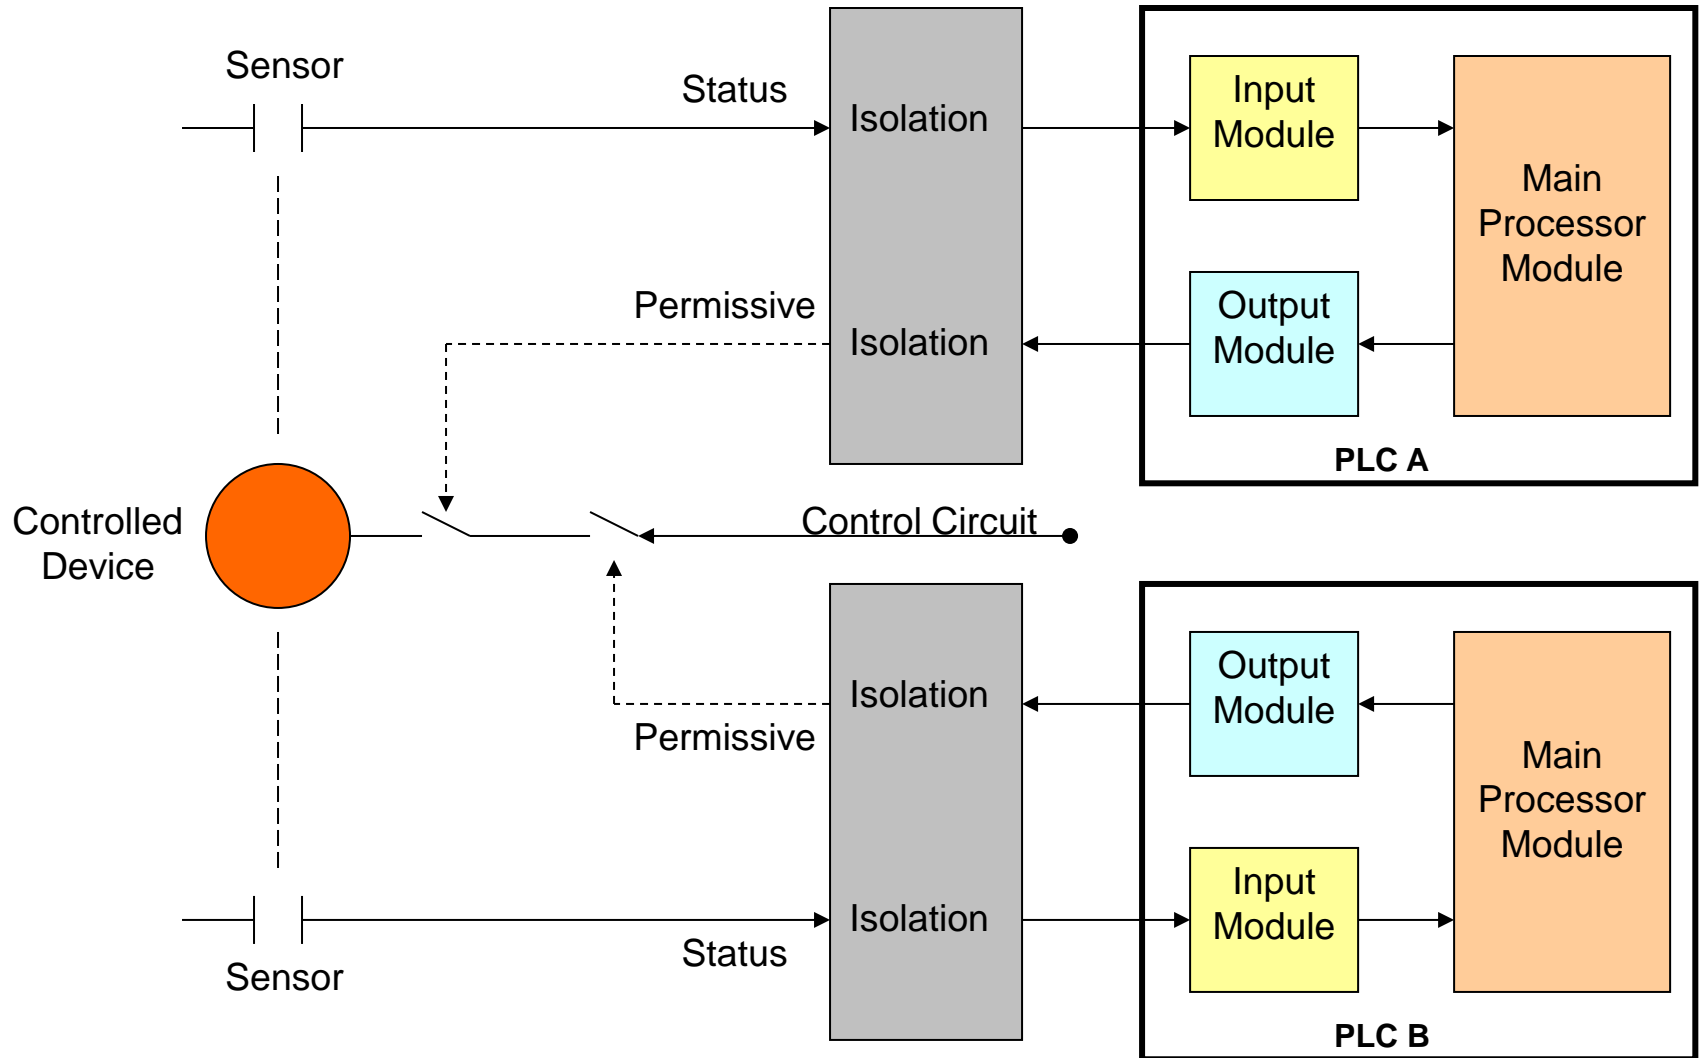 Sensor
Status
Isolation
Input
Module
Main
Processor
Module
Permissive
Isolation
Output
Module
PLC A
Controlled
Device
Control Circuit
Isolation
Output
Module
Permissive
Main
Processor
Module
Isolation
Input
Module
Status
Sensor
PLC B